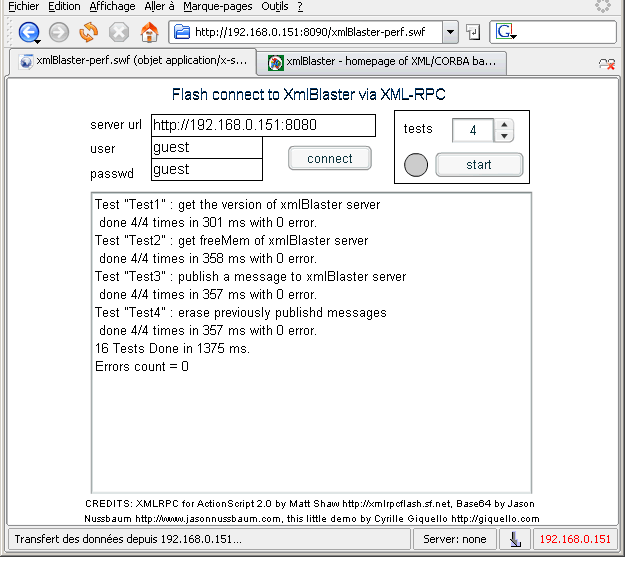 Fichier Edition Affichage Aller à Marque-pages Outils ?
http://192.168.0.151:8090/xmlBlaster-perf.swf
G
xmlBlaster-perf.swf (objet application/x-s... xmlBlaster - homepage of XML/CORBA ba...
Flash connect to XmlBlaster via XML-RPC
server url http://192.168.0.151:8080
user guest
passwd guest
connect
tests 4
start
Test "Test1" : get the version of xmlBlaster server
done 4/4 times in 301 ms with 0 error.
Test "Test2" : get freeMem of xmlBlaster server
done 4/4 times in 358 ms with 0 error.
Test "Test3" : publish a message to xmlBlaster server
done 4/4 times in 357 ms with 0 error.
Test "Test4" : erase previously publishd messages
done 4/4 times in 357 ms with 0 error.
16 Tests Done in 1375 ms.
Errors count = 0
CREDITS: XMLRPC for ActionScript 2.0 by Matt Shaw http://xmlrpcflash.sf.net, Base64 by Jason
Nussbaum http://www.jasonnussbaum.com, this little demo by Cyrille Giquello http://giquello.com
Transfert des données depuis 192.168.0.151... Server: none 192.168.0.151